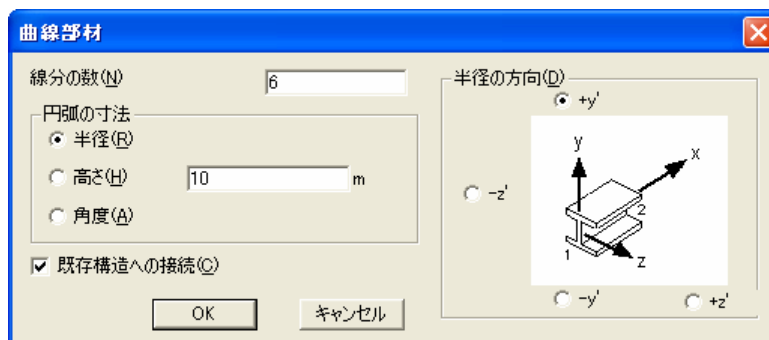 曲線部材
線分の数(N)
6
円弧の寸法
半径(R)
高さ(H)
10
m
角度(A)
既存構造への接続(C)
OK
キャンセル
半径の方向(D)
+y'
-z'
y
x
2
1
z
-y'
+z'